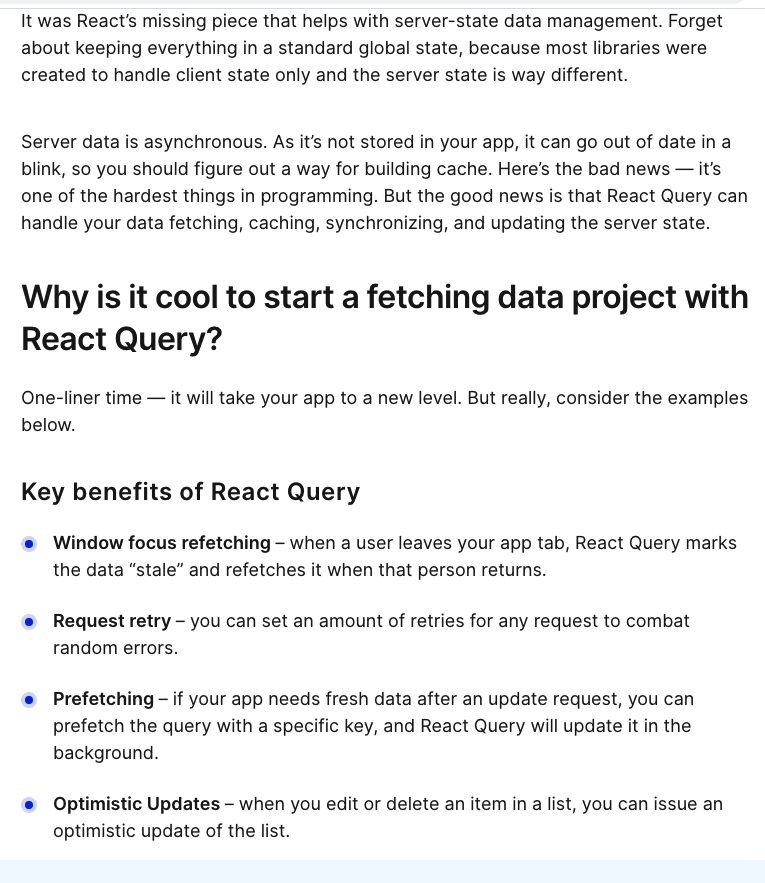 It was React’s missing piece that helps with server-state data management. Forget
about keeping everything in a standard global state, because most libraries were
created to handle client state only and the server state is way different.
Server data is asynchronous. As it’s not stored in your app, it can go out of date in a
blink, so you should figure out a way for building cache. Here’s the bad news — it’s
one of the hardest things in programming. But the good news is that React Query can
handle your data fetching, caching, synchronizing, and updating the server state.
Why is it cool to start a fetching data project with
React Query?
One-liner time — it will take your app to a new level. But really, consider the examples
below.
Key benefits of React Query
Window focus refetching – when a user leaves your app tab, React Query marks
the data “stale” and refetches it when that person returns.
Request retry – you can set an amount of retries for any request to combat
random errors.
Prefetching – if your app needs fresh data after an update request, you can
prefetch the query with a specific key, and React Query will update it in the
background.
Optimistic Updates – when you edit or delete an item in a list, you can issue an
optimistic update of the list.